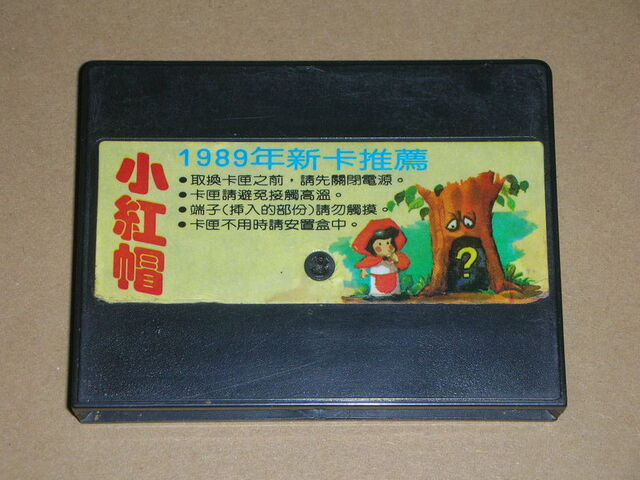 小紅帽
1989年新卡推薦
•取換卡匣之前，請先關閉電源。
•卡匣請避免接觸高溫。
•端子(挿入的部份)請勿觸摸。
•卡匣不用時請安置盒中。
?